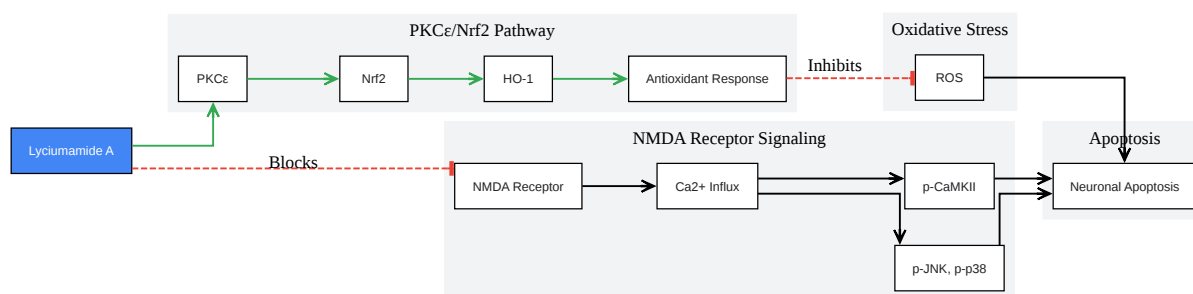 PKCε/Nrf2 Pathway
Oxidative Stress
PKCε
Nrf2
HO-1
Antioxidant Response
Inhibits
ROS
Lyciumamide A
Blocks
NMDA Receptor Signaling
Apoptosis
NMDA Receptor
Ca2+ Influx
p-CaMKII
Neuronal Apoptosis
p-JNK, p-p38